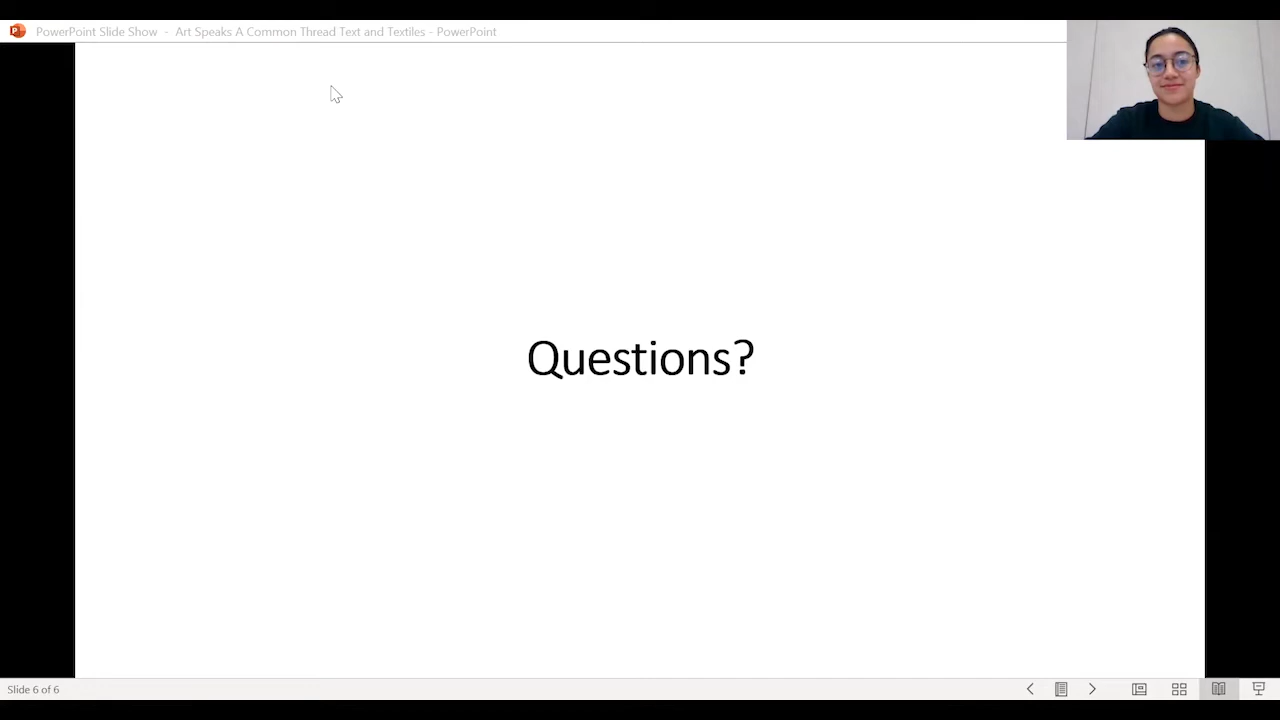 PowerPoint Slide Show - Art Speaks A Common Thread Text and Textiles - PowerPoint
Questions?
Slide 6 of 6